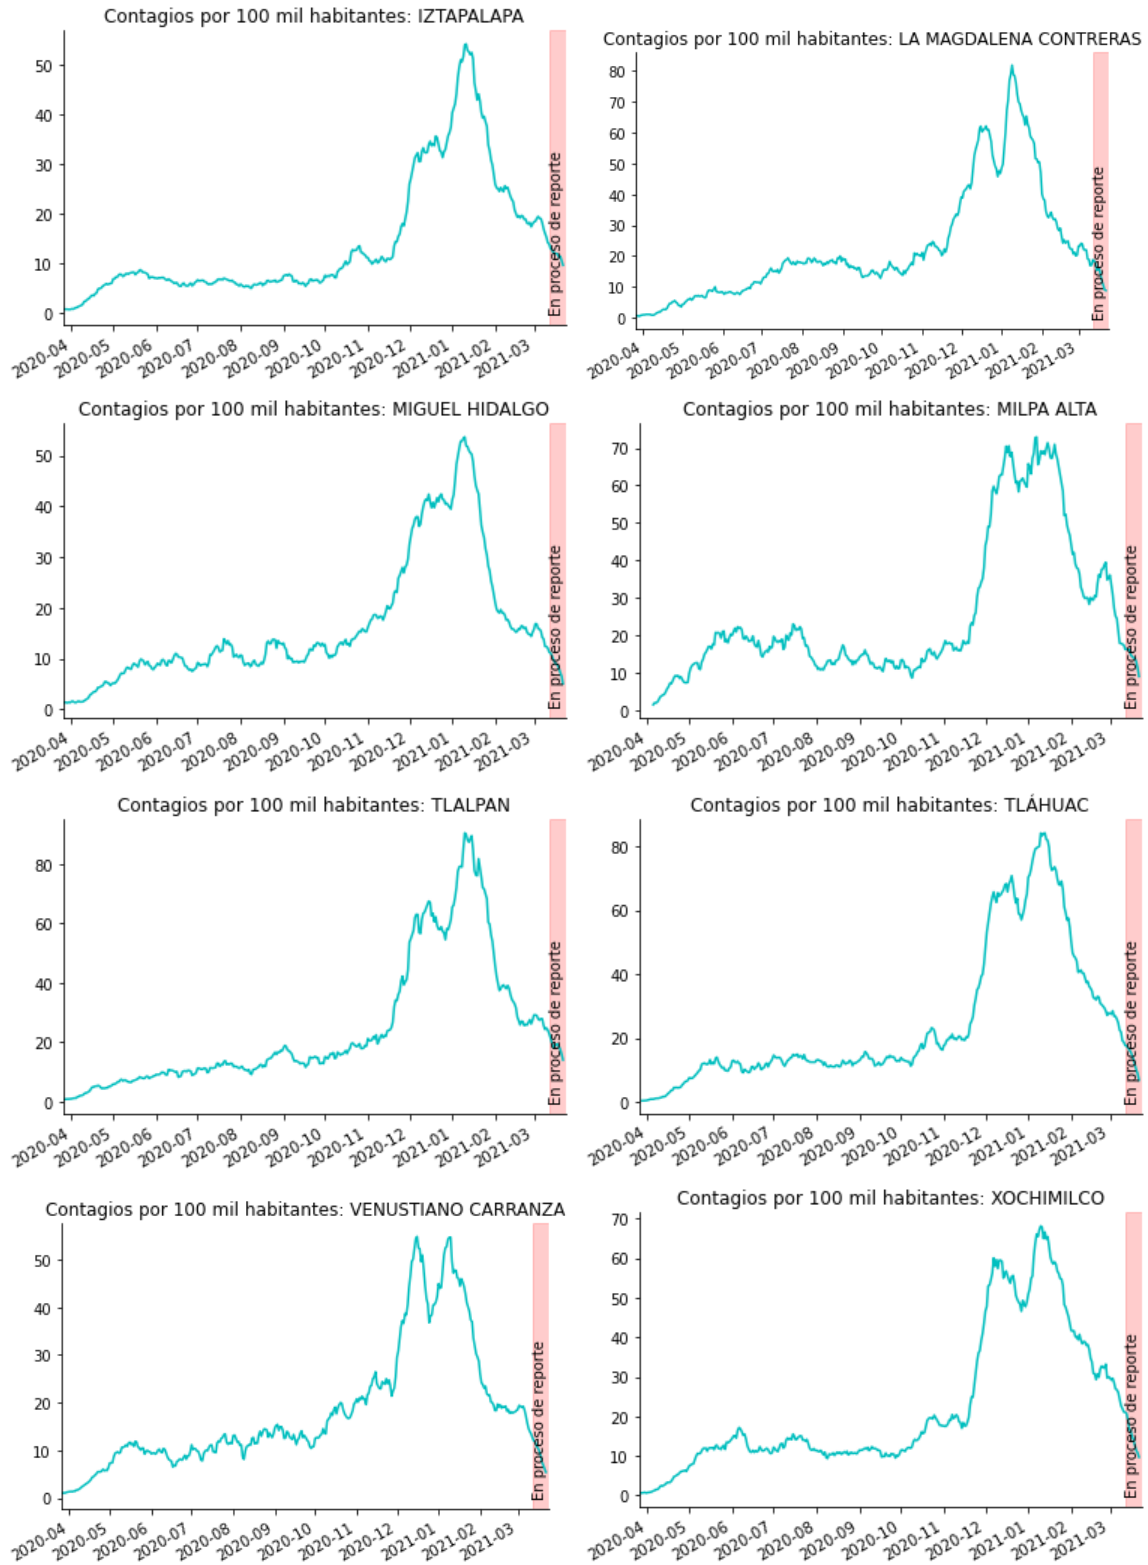 Contagios por 100 mil habitantes: IZTAPALAPA
50
40
30
20
10
0
En proceso de reporte
2020-04 2020-05 2020-06 2020-07 2020-08 2020-09 2020-10 2020-11 2020-12 2021-01 2021-02 2021-03
Contagios por 100 mil habitantes: LA MAGDALENA CONTRERAS
80
70
60
50
40
30
20
10
0
En proceso de reporte
2020-04 2020-05 2020-06 2020-07 2020-08 2020-09 2020-10 2020-11 2020-12 2021-01 2021-02 2021-03
Contagios por 100 mil habitantes: MIGUEL HIDALGO
50
40
30
20
10
0
En proceso de reporte
2020-04 2020-05 2020-06 2020-07 2020-08 2020-09 2020-10 2020-11 2020-12 2021-01 2021-02 2021-03
Contagios por 100 mil habitantes: MILPA ALTA
70
60
50
40
30
20
10
0
En proceso de reporte
2020-04 2020-05 2020-06 2020-07 2020-08 2020-09 2020-10 2020-11 2020-12 2021-01 2021-02 2021-03
Contagios por 100 mil habitantes: TLALPAN
80
60
40
20
0
En proceso de reporte
2020-04 2020-05 2020-06 2020-07 2020-08 2020-09 2020-10 2020-11 2020-12 2021-01 2021-02 2021-03
Contagios por 100 mil habitantes: TLÁHUAC
80
60
40
20
0
En proceso de reporte
2020-04 2020-05 2020-06 2020-07 2020-08 2020-09 2020-10 2020-11 2020-12 2021-01 2021-02 2021-03
Contagios por 100 mil habitantes: VENUSTIANO CARRANZA
50
40
30
20
10
0
En proceso de reporte
2020-04 2020-05 2020-06 2020-07 2020-08 2020-09 2020-10 2020-11 2020-12 2021-01 2021-02 2021-03
Contagios por 100 mil habitantes: XOCHIMILCO
70
60
50
40
30
20
10
0
En proceso de reporte
2020-04 2020-05 2020-06 2020-07 2020-08 2020-09 2020-10 2020-11 2020-12 2021-01 2021-02 2021-03